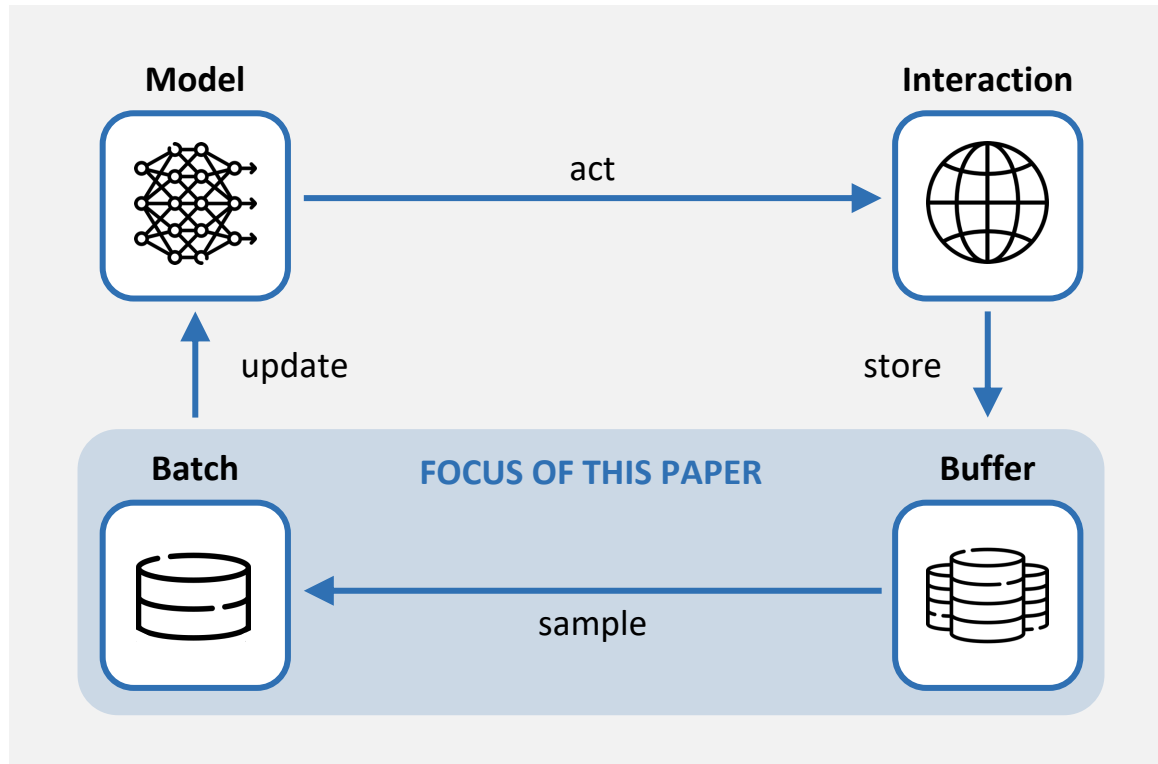 Model
Interaction
act
update
store
Batch
FOCUS OF THIS PAPER
Buffer
sample